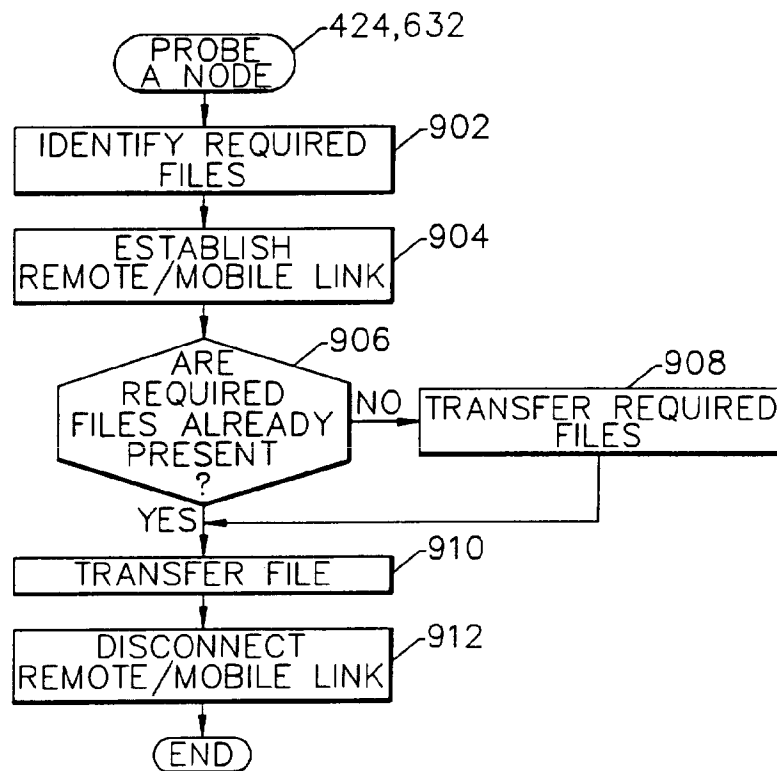 PROBE
A NODE
424,632
IDENTIFY REQUIRED
FILES
902
ESTABLISH
REMOTE/MOBILE LINK
904
ARE
REQUIRED
FILES ALREADY
PRESENT
?
906
NO
908
TRANSFER REQUIRED
FILES
YES
TRANSFER FILE
910
DISCONNECT
REMOTE/MOBILE LINK
912
END